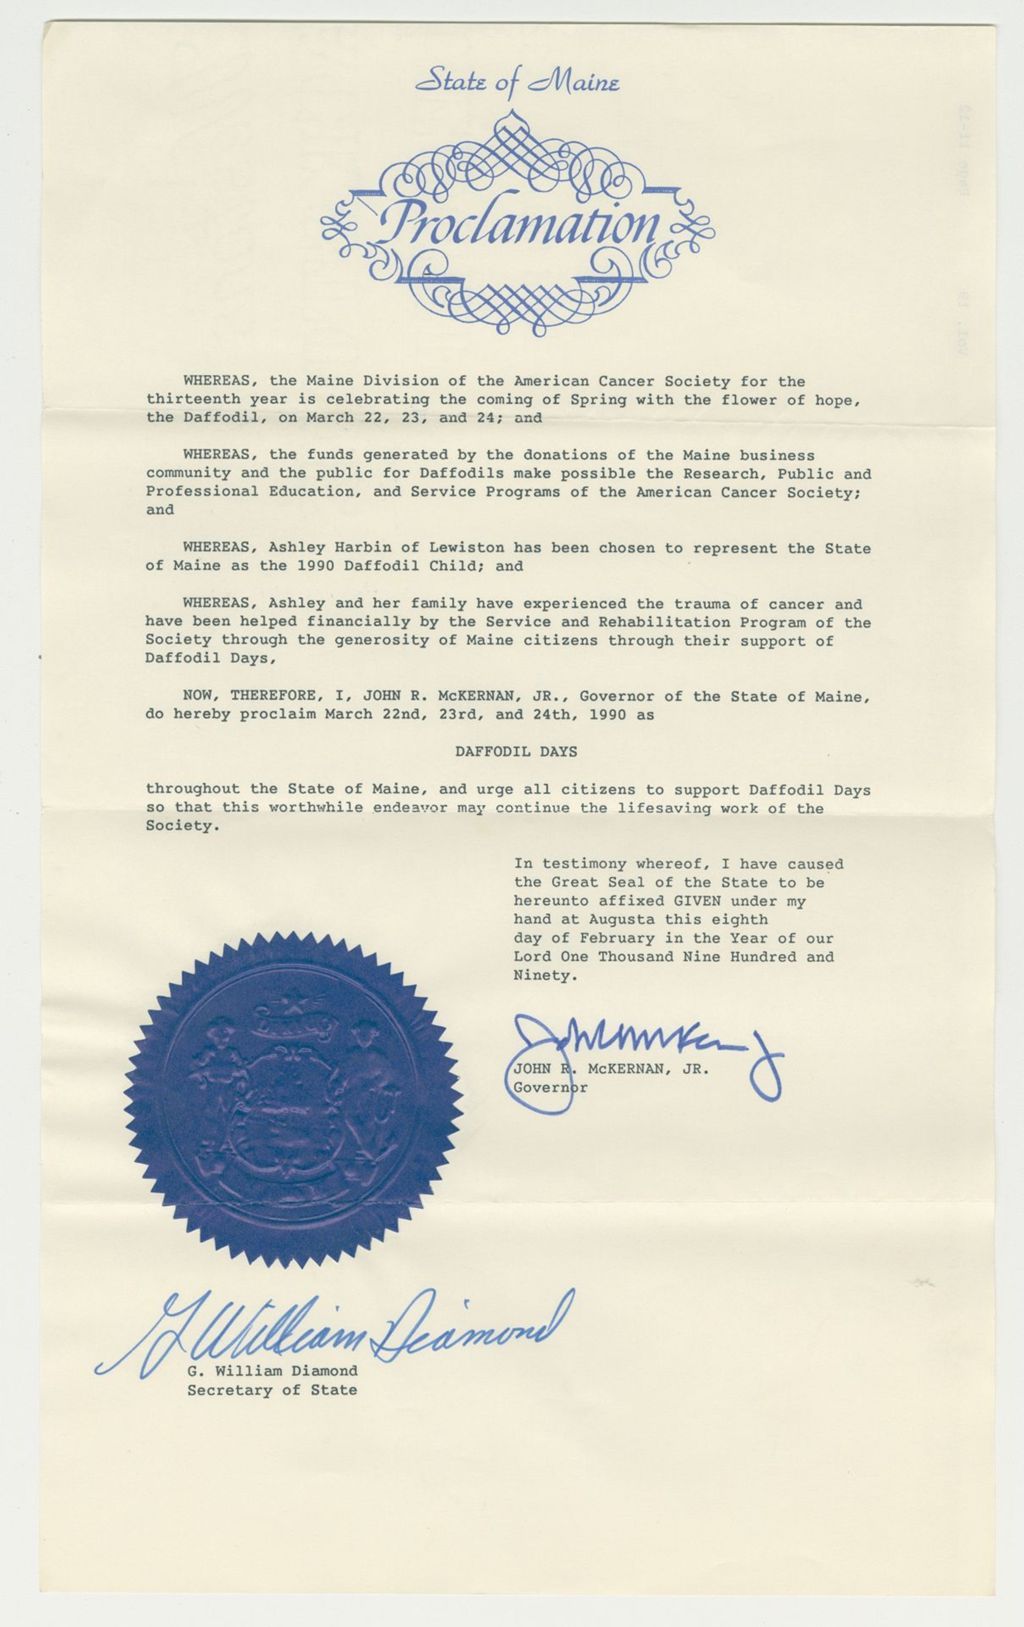 State of Maine
Proclamation
WHEREAS, the Maine Division of the American Cancer Society for the
thirteenth year is celebrating the coming of Spring with the flower of hope,
the Daffodil, on March 22, 23, and 24; and
WHEREAS, the funds generated by the donations of the Maine business
community and the public for Daffodils make possible the Research, Public and
Professional Education, and Service Programs of the American Cancer Society;
and
WHEREAS, Ashley Harbin of Lewiston has been chosen to represent the State
of Maine as the 1990 Daffodil Child; and
WHEREAS, Ashley and her family have experienced the trauma of cancer and
have been helped financially by the Service and Rehabilitation Program of the
Society through the generosity of Maine citizens through their support of
Daffodil Days,
NOW, THEREFORE, I, JOHN R. McKERNAN, JR., Governor of the State of Maine,
do hereby proclaim March 22nd, 23rd, and 24th, 1990 as
DAFFODIL DAYS
throughout the State of Maine, and urge all citizens to support Daffodil Days
so that this worthwhile endeavor may continue the lifesaving work of the
Society.
In testimony whereof, I have caused
the Great Seal of the State to be
hereunto affixed GIVEN under my
hand at Augusta this eighth
day of February in the Year of our
Lord One Thousand Nine Hundred and
Ninety.
JOHN R. McKERNAN, JR.
Governor
G William Diamond
G. William Diamond
Secretary of State